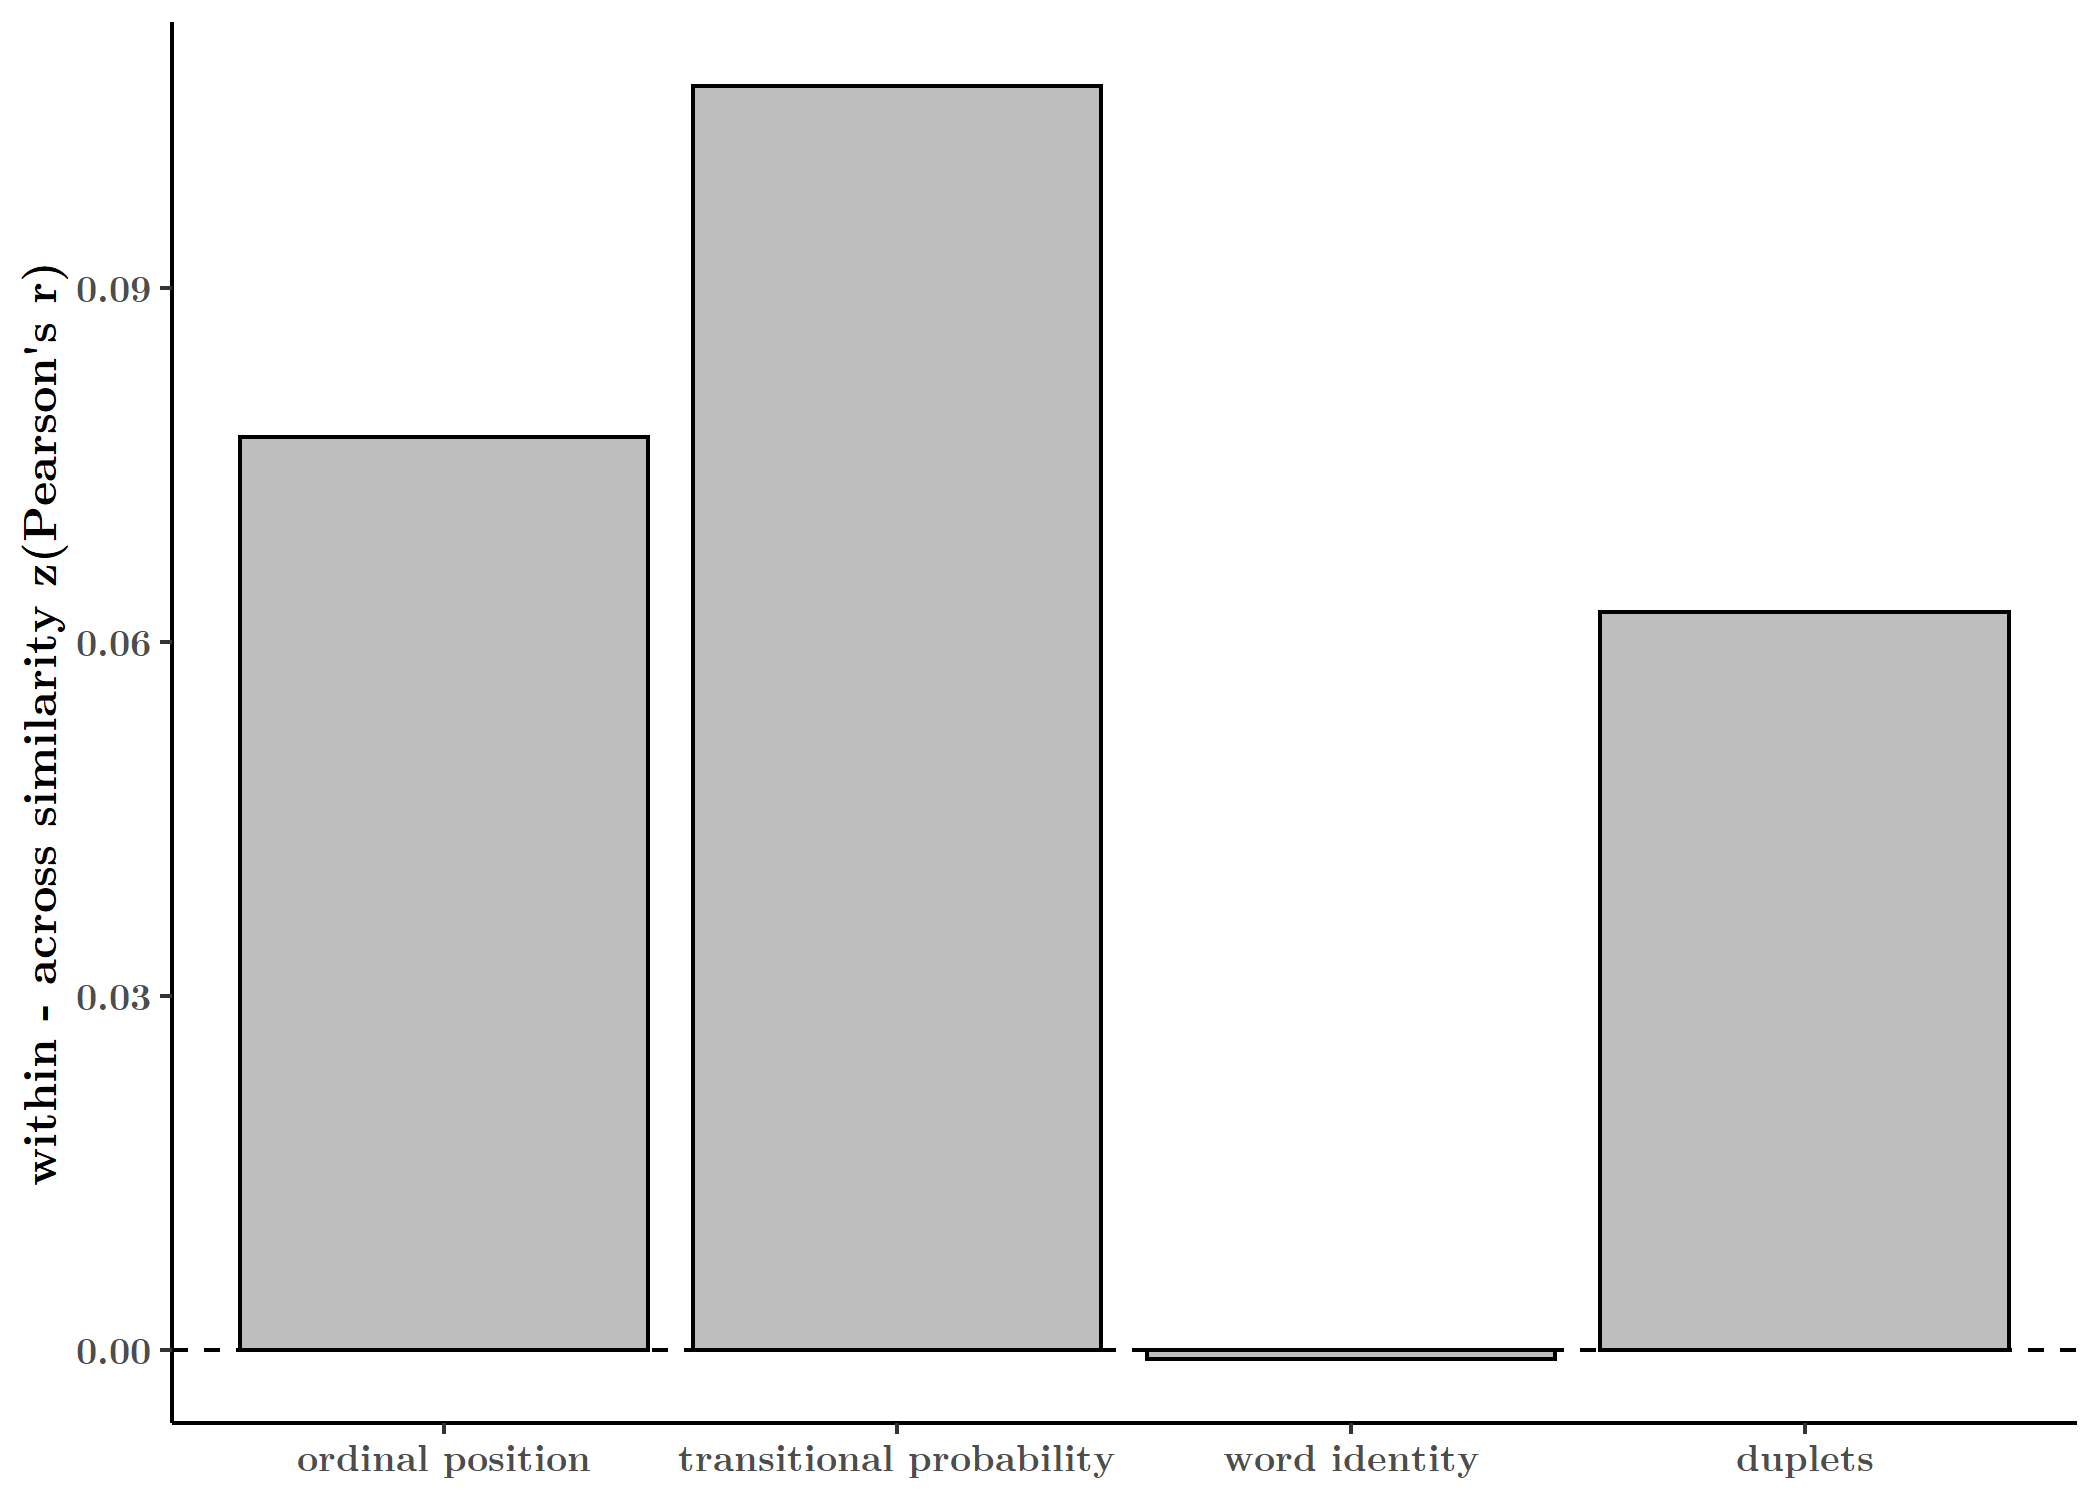 within - across similarity z(Pearson's r)
0.09
0.06
0.03
0.00
ordinal position
transitional probability
word identity
duplets